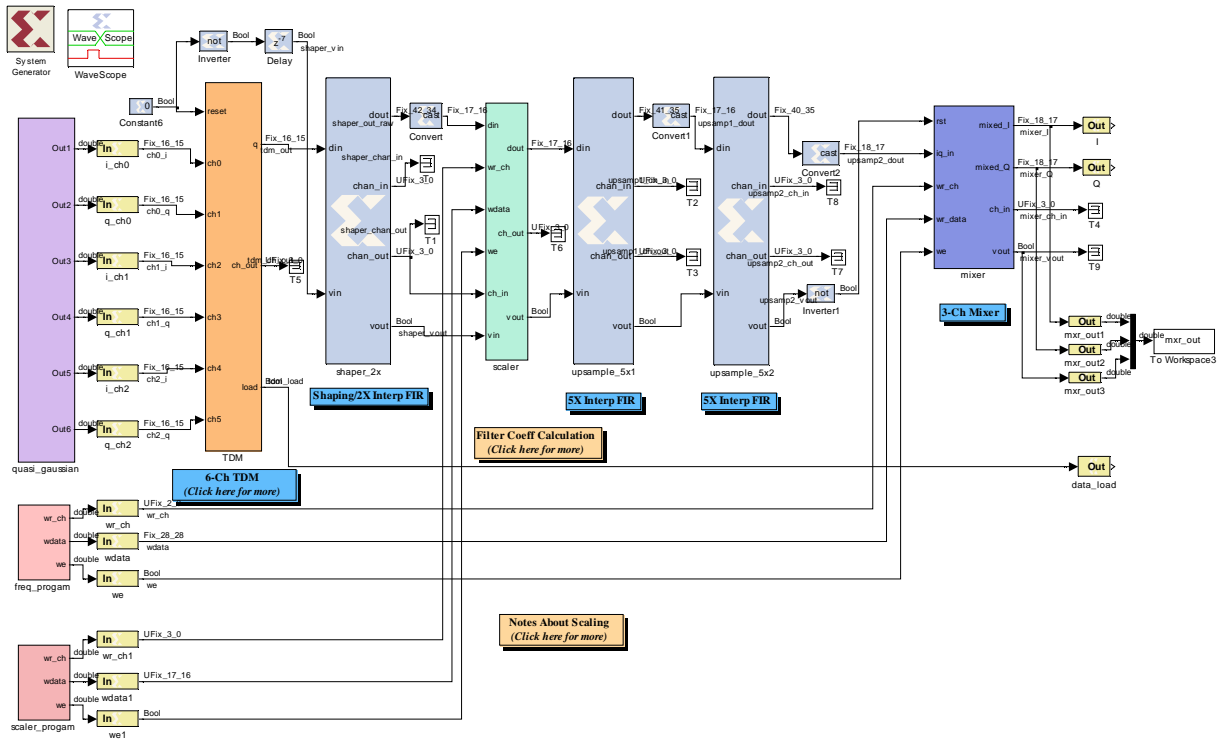 System
Generator
Wave Scope
WaveScope
not
Inverter
Bool
z-7
Delay
Bool
shaper_vin
0
Constant6
Bool
Out1
Out2
Out3
Out4
Out5
Out6
quasi_gaussian
double
In
i_ch0
Fix_16_15
ch0_i
double
In
q_ch0
Fix_16_15
ch0_q
double
In
i_ch1
Fix_16_15
ch1_i
double
In
q_ch1
Fix_16_15
ch1_q
double
In
i_ch2
Fix_16_15
ch2_i
double
In
q_ch2
Fix_16_15
ch2_q
reset
ch0
ch1
ch2
ch3
ch4
ch5
q
ch_out
load
TDM
Fix_16_15
tdm_out
T5
6-Ch TDM
(Click here for more)
din
vin
dout
chan_in
chan_out
vout
shaper_2x
Fix_42_34
shaper_out_raw
cast
Convert
Fix_17_16
shaper_chan_in
UFix_3_0
shaper_chan_out
T1
UFix_3_0
Bool
shaper_vout
Shaping/2X Interp FIR
din
wr_ch
wdata
we
ch_in
vin
dout
ch_out
vout
scaler
Fix_17_16
UFix_3_0
T6
Bool
Filter Coeff Calculation
(Click here for more)
din
vin
dout
chan_in
chan_out
vout
upsample_5x1
Fix_41_35
cast
Convert1
Fix_17_16
upsamp1_dout
T2
T3
Bool
5X Interp FIR
din
vin
dout
chan_in
chan_out
vout
upsample_5x2
Fix_40_35
cast
Convert2
Fix_18_17
upsamp2_dout
UFix_3_0
upsamp2_ch_in
T8
UFix_3_0
upsamp2_ch_out
T7
Bool
upsamp2_vout
not
Inverter1
Bool
5X Interp FIR
rst
iq_in
wr_ch
wr_data
we
mixed_I
mixed_Q
ch_in
vout
mixer
Fix_18_17
mixer_I
Fix_18_17
mixer_Q
UFix_3_0
mixer_ch_in
Bool
mixer_vout
Out
I
Out
Q
T4
T9
3-Ch Mixer
Out
mxr_out1
double
Out
mxr_out2
double
Out
mxr_out3
double
double
mxr_out
To Workspace3
Out
data_load
wr_ch
wdata
we
freq_progam
double
In
wr_ch
UFix_2_
wr_ch
double
In
wdata
Fix_28_28
wdata
double
In
we
Bool
we
Notes About Scaling
(Click here for more)
wr_ch
wdata
we
scaler_progam
double
In
wr_ch1
UFix_3_0
double
In
wdata1
UFix_17_16
double
In
we1
Bool